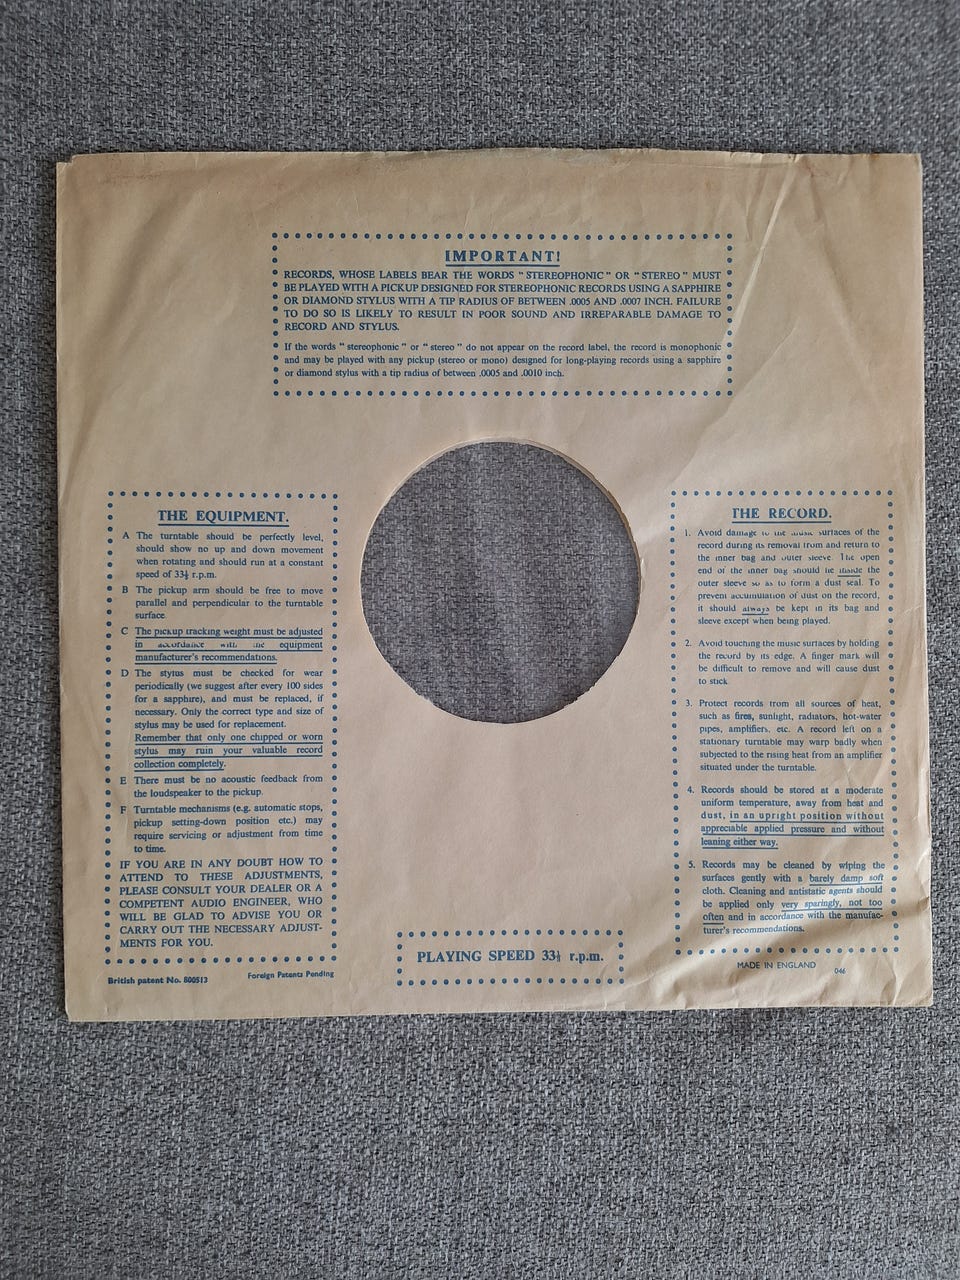 IMPORTANT!
RECORDS, WHOSE LABELS BEAR THE WORDS “ STEREOPHONIC ” OR “ STEREO ” MUST
BE PLAYED WITH A PICKUP DESIGNED FOR STEREOPHONIC RECORDS USING A SAPPHIRE
OR DIAMOND STYLUS WITH A TIP RADIUS OF BETWEEN .0005 AND .0007 INCH. FAILURE
TO DO SO IS LIKELY TO RESULT IN POOR SOUND AND IRREPARABLE DAMAGE TO
RECORD AND STYLUS.
If the words “ stereophonic ” or “ stereo ” do not appear on the record label, the record is monophonic
and may be played with any pickup (stereo or mono) designed for long-playing records using a sapphire
or diamond stylus with a tip radius of between .0005 and .0010 inch.
THE EQUIPMENT.
A The turntable should be perfectly level,
should show no up and down movement
when rotating and should run at a constant
speed of 33⅓ r.p.m.
B The pickup arm should be free to move
parallel and perpendicular to the turntable
surface
C The pickup tracking weight must be adjusted
in accordance with the equipment
manufacturer's recommendations.
D The stylus must be checked for wear
periodically (we suggest after every 100 sides
for a sapphire), and must be replaced, if
necessary. Only the correct type and size of
stylus may be used for replacement.
Remember that only one chipped or worn
stylus may ruin your valuable record
collection completely.
E There must be no acoustic feedback from
the loudspeaker to the pickup.
F Turntable mechanisms (e.g. automatic stops,
pickup setting-down position etc.) may
require servicing or adjustment from time
to time.
IF YOU ARE IN ANY DOUBT HOW TO
ATTEND TO THESE ADJUSTMENTS,
PLEASE CONSULT YOUR DEALER OR A
COMPETENT AUDIO ENGINEER, WHO
WILL BE GLAD TO ADVISE YOU OR
CARRY OUT THE NECESSARY ADJUST-
MENTS FOR YOU.
British patent No. 800513
Foreign Patents Pending
PLAYING SPEED 33⅓ r.p.m.
THE RECORD.
1. Avoid damage to the music surfaces of the
record during its removal from and return to
the inner bag and outer sleeve. The open
end of the inner bag should lie inside the
outer sleeve so as to form a dust seal. To
prevent accumulation of dust on the record,
it should always be kept in its bag and
sleeve except when being played.
2. Avoid touching the music surfaces by holding
the record by its edge. A finger mark will
be difficult to remove and will cause dust
to stick
3. Protect records from all sources of heat,
such as fires, sunlight, radiators, hot-water
pipes, amplifiers, etc. A record left on a
stationary turntable may warp badly when
subjected to the rising heat from an amplifier
situated under the turntable.
4. Records should be stored at a moderate
uniform temperature, away from heat and
dust, in an upright position without
appreciable applied pressure and without
leaning either way.
5. Records may be cleaned by wiping the
surfaces gently with a barely damp soft
cloth. Cleaning and antistatic agents should
be applied only very sparingly, not too
often and in accordance with the manufac-
turer's recommendations.
MADE IN ENGLAND 046